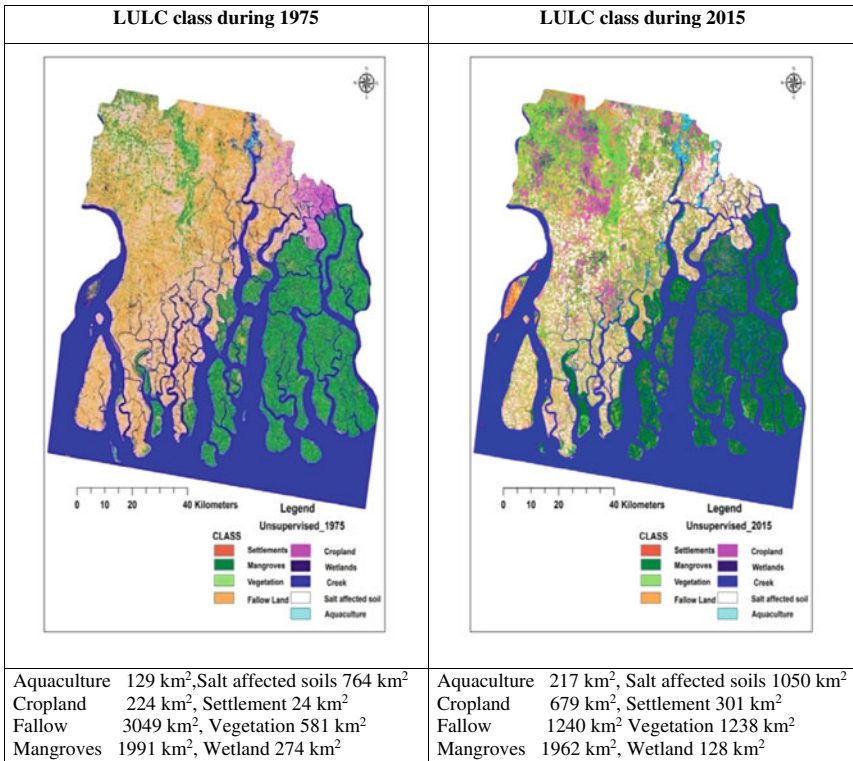 LULC class during 1975
LULC class during 2015
0 10 20 40 Kilometers
Legend
Unsupervised_1975
CLASS
Settlements
Cropland
Mangroves
Wetlands
Vegetation
Creek
Fallow Land
Salt affected soil
Aquaculture
0 10 20 40 Kilometers
Legend
Unsupervised_2015
CLASS
Settlements
Cropland
Mangroves
Wetlands
Vegetation
Creek
Fallow Land
Salt affected soil
Aquaculture
Aquaculture 129 km²,Salt affected soils 764 km²
Cropland 224 km², Settlement 24 km²
Fallow 3049 km², Vegetation 581 km²
Mangroves 1991 km², Wetland 274 km²
Aquaculture 217 km², Salt affected soils 1050 km²
Cropland 679 km², Settlement 301 km²
Fallow 1240 km² Vegetation 1238 km²
Mangroves 1962 km², Wetland 128 km²